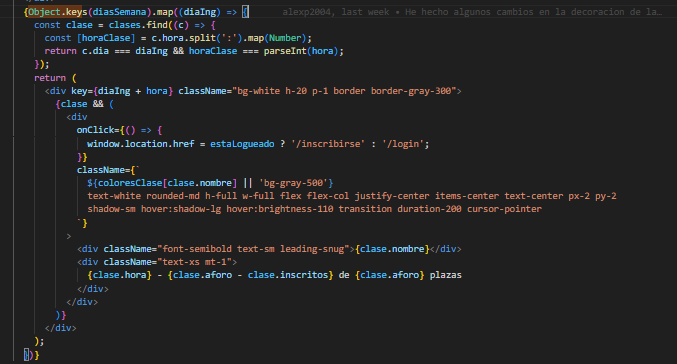 {Object.keys(diasSemana).map((diaIng) => { alexp2004, last week • He hecho algunos cambios en la decoracion de la…
const clase = clases.find((c) => {
const [horaClase] = c.hora.split(':').map(Number);
return c.dia === diaIng && horaClase === parseInt(hora);
});
return (
<div key={diaIng + hora} className="bg-white h-20 p-1 border border-gray-300">
{clase && (
<div
onClick={() => {
window.location.href = estaLogueado ? '/inscribirse' : '/login';
}}
className={`
${coloresClase[clase.nombre] || 'bg-gray-500'}
text-white rounded-md h-full w-full flex flex-col justify-center items-center text-center px-2 py-2
shadow-sm hover:shadow-lg hover:brightness-110 transition duration-200 cursor-pointer
`}
>
<div className="font-semibold text-sm leading-snug">{clase.nombre}</div>
<div className="text-xs mt-1">
{clase.hora} - {clase.aforo - clase.inscritos} de {clase.aforo} plazas
</div>
</div>
)}
</div>
);
})}